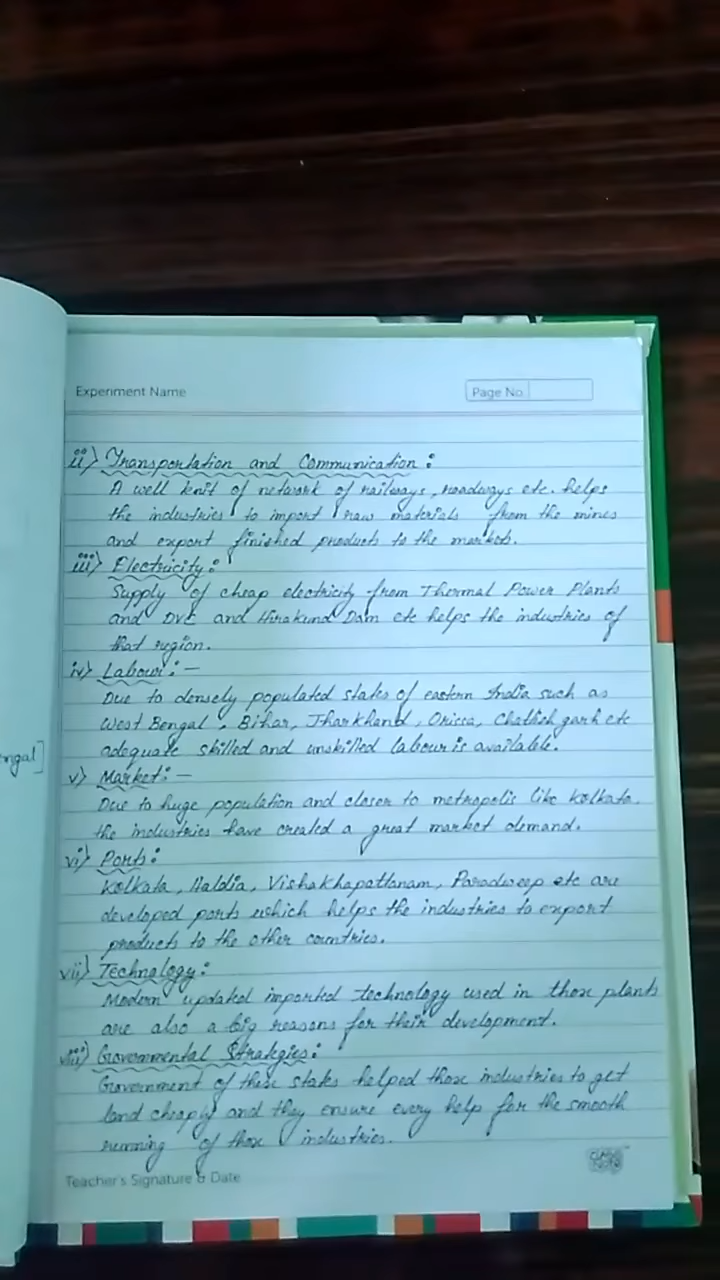 Experiment Name
Page No.
ii) Transportation and Communication :
A well knit of network of railways, roadways etc. helps
the industries to import raw materials from the mines
and export finished products to the markets.
iii) Electricity :
Supply of cheap electricity from Thermal Power Plants
and DVC and Hirakund Dam etc helps the industries of
that region.
iv) Labour : -
Due to densely populated states of eastern India such as
West Bengal, Bihar, Jharkhand, Orissa, Chattishgarh etc
ngal]
adequate skilled and unskilled labour is available.
v) Market : -
Due to huge population and closer to metropolis like Kolkata.
the industries have created a great market demand.
vi) Ports :
Kolkata, Haldia, Vishakhapattanam, Paradweep etc are
developed ports which helps the industries to export
products to the other countries.
vii) Technology :
Modern updated imported technology used in those plants
are also a big reasons for their development.
viii) Governmental Strategies :
Government of these states helped those industries to get
land cheaply and they ensure every help for the smooth
running of those industries.
Teacher's Signature & Date